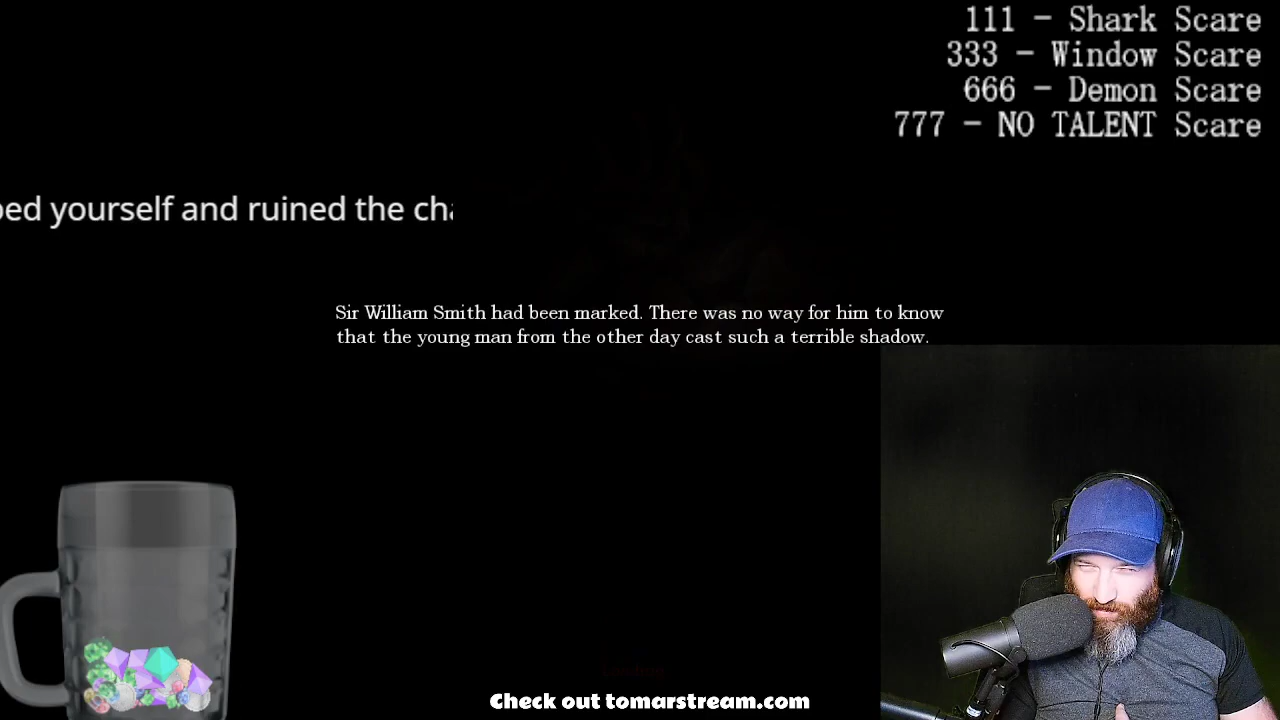 111 - Shark Scare
333 - Window Scare
666 - Demon Scare
777 - NO TALENT Scare
yourself and ruined the
Sir William Smith had been marked. There was no way for him to know
that the young man from the other day cast such a terrible shadow.
Check out tomarstream.com